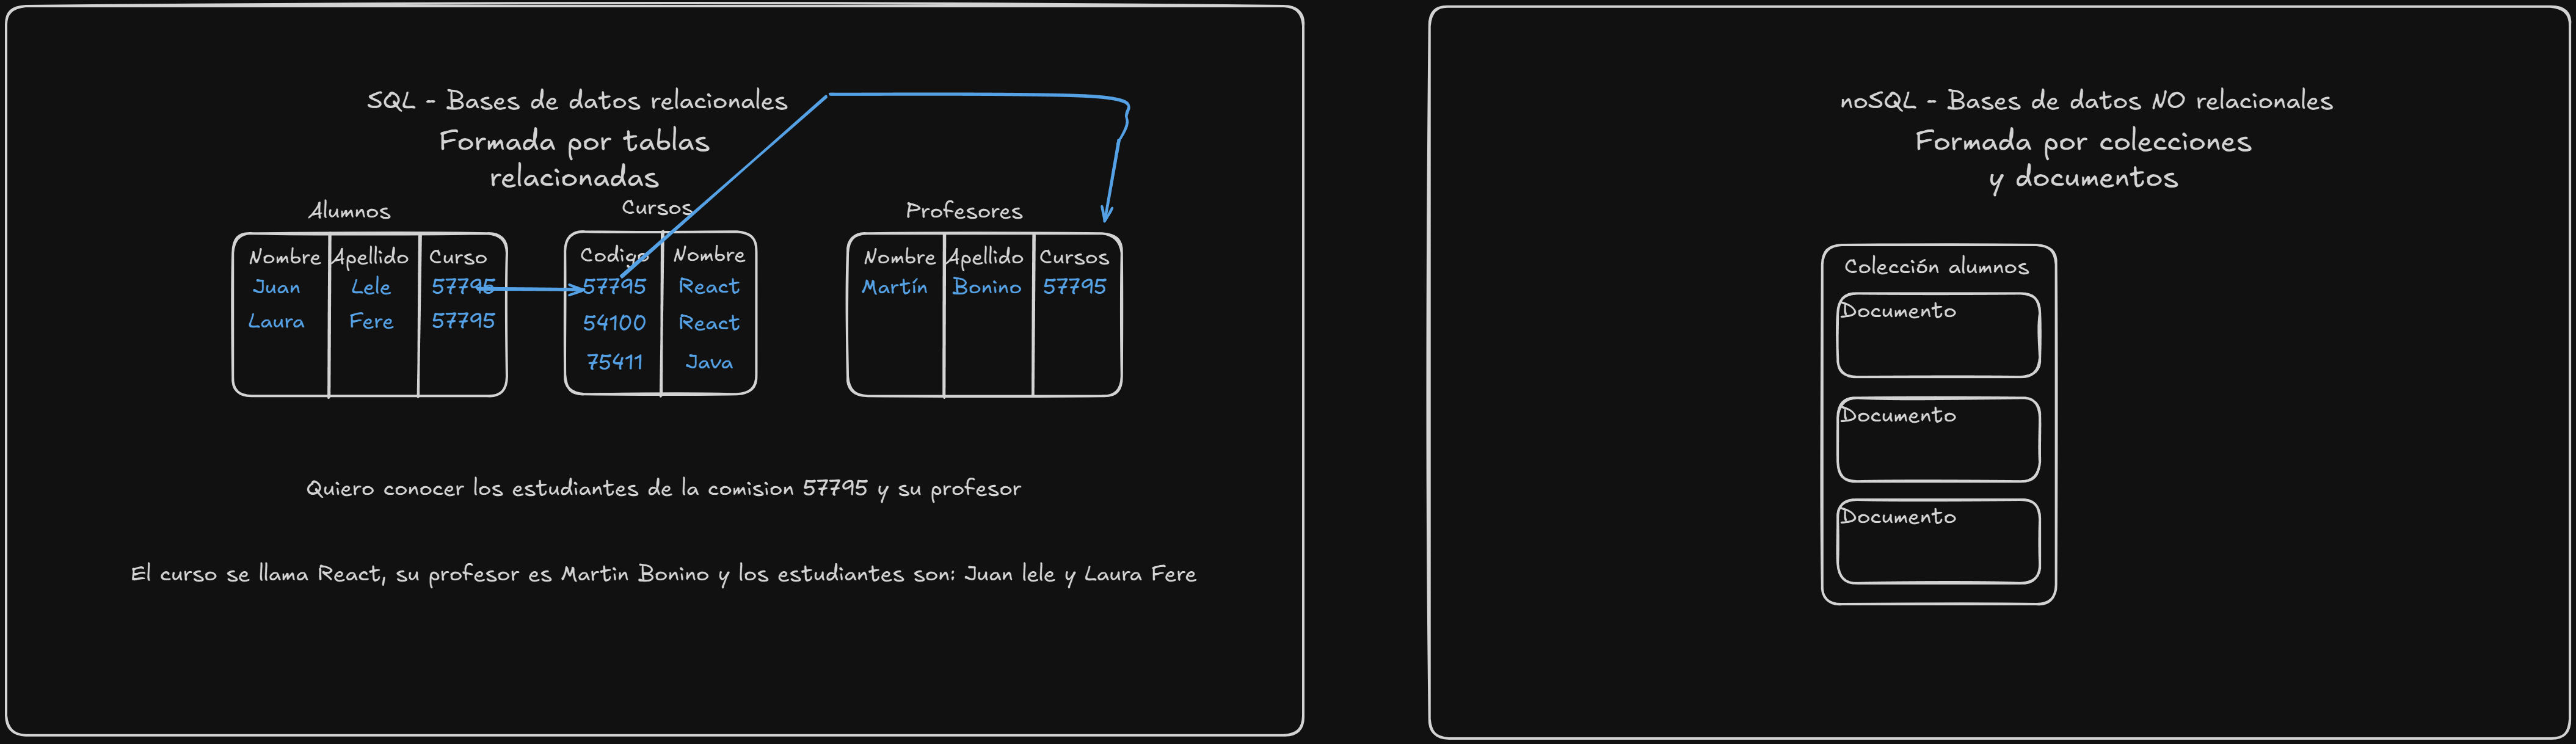 SQL - Bases de datos relacionales
Formada por tablas
relacionadas
Alumnos
Nombre Apellido Curso
Juan Lele 57795
Laura Fere 57795
Cursos
Codigo Nombre
57795 React
54100 React
75411 Java
Profesores
Nombre Apellido Cursos
Martín Bonino 57795
Quiero conocer los estudiantes de la comision 57795 y su profesor
El curso se llama React, su profesor es Martin Bonino y los estudiantes son: Juan lele y Laura Fere
noSQL - Bases de datos NO relacionales
Formada por colecciones
y documentos
Colección alumnos
Documento
Documento
Documento